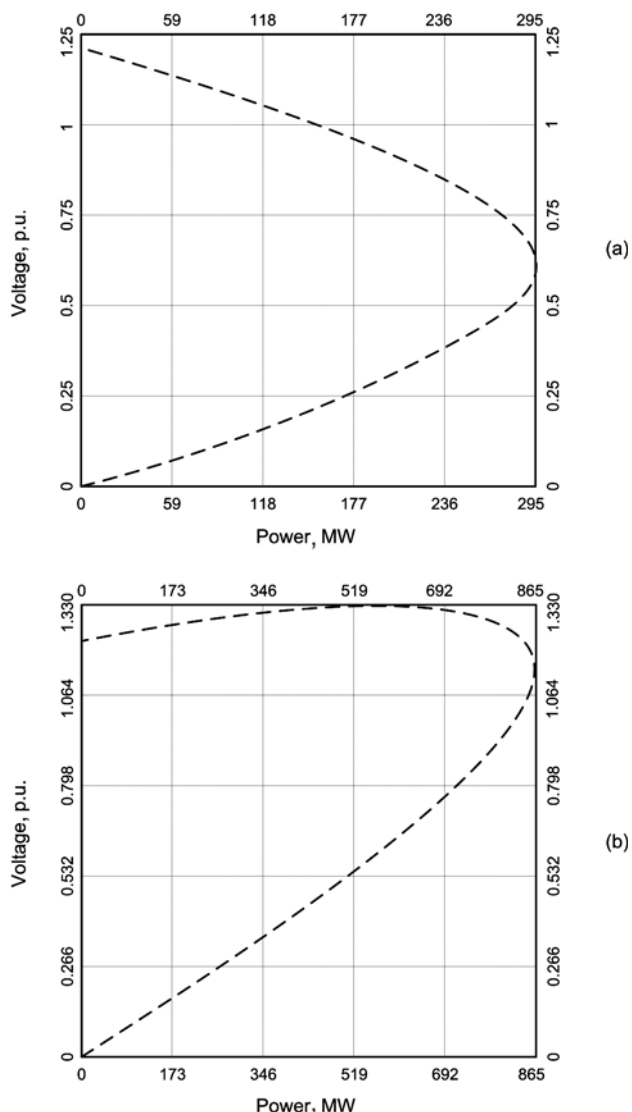 0 59 118 177 236 295
1.25 1.25
1 1
0.75 0.75
Voltage, p.u. (a)
0.5 0.5
0.25 0.25
0 0
0 59 118 177 236 295
Power, MW
0 173 346 519 692 865
1.330 1.330
1.064 1.064
0.798 0.798
Voltage, p.u. (b)
0.532 0.532
0.266 0.266
0 0
0 173 346 519 692 865
Power, MW